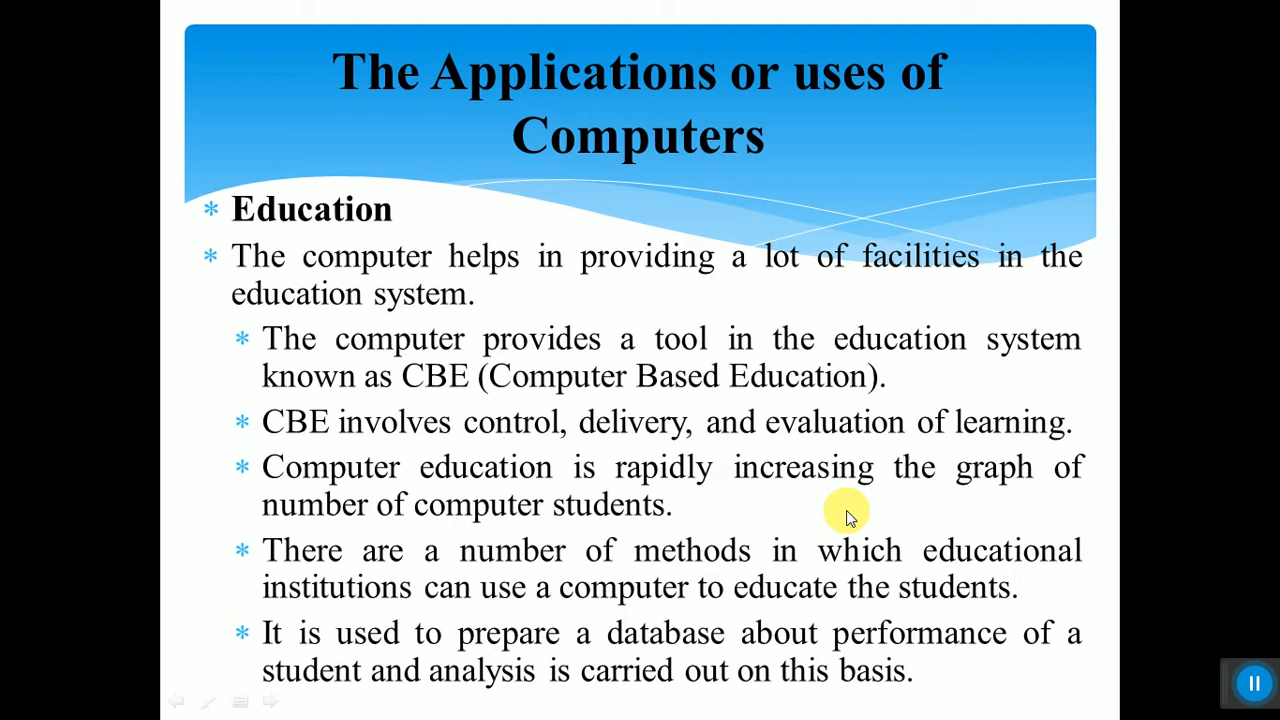 The Applications or uses of
Computers
* Education
* The computer helps in providing a lot of facilities in the
education system.
* The computer provides a tool in the education system
known as CBE (Computer Based Education).
* CBE involves control, delivery, and evaluation of learning.
* Computer education is rapidly increasing the graph of
number of computer students.
* There are a number of methods in which educational
institutions can use a computer to educate the students.
* It is used to prepare a database about performance of a
student and analysis is carried out on this basis.